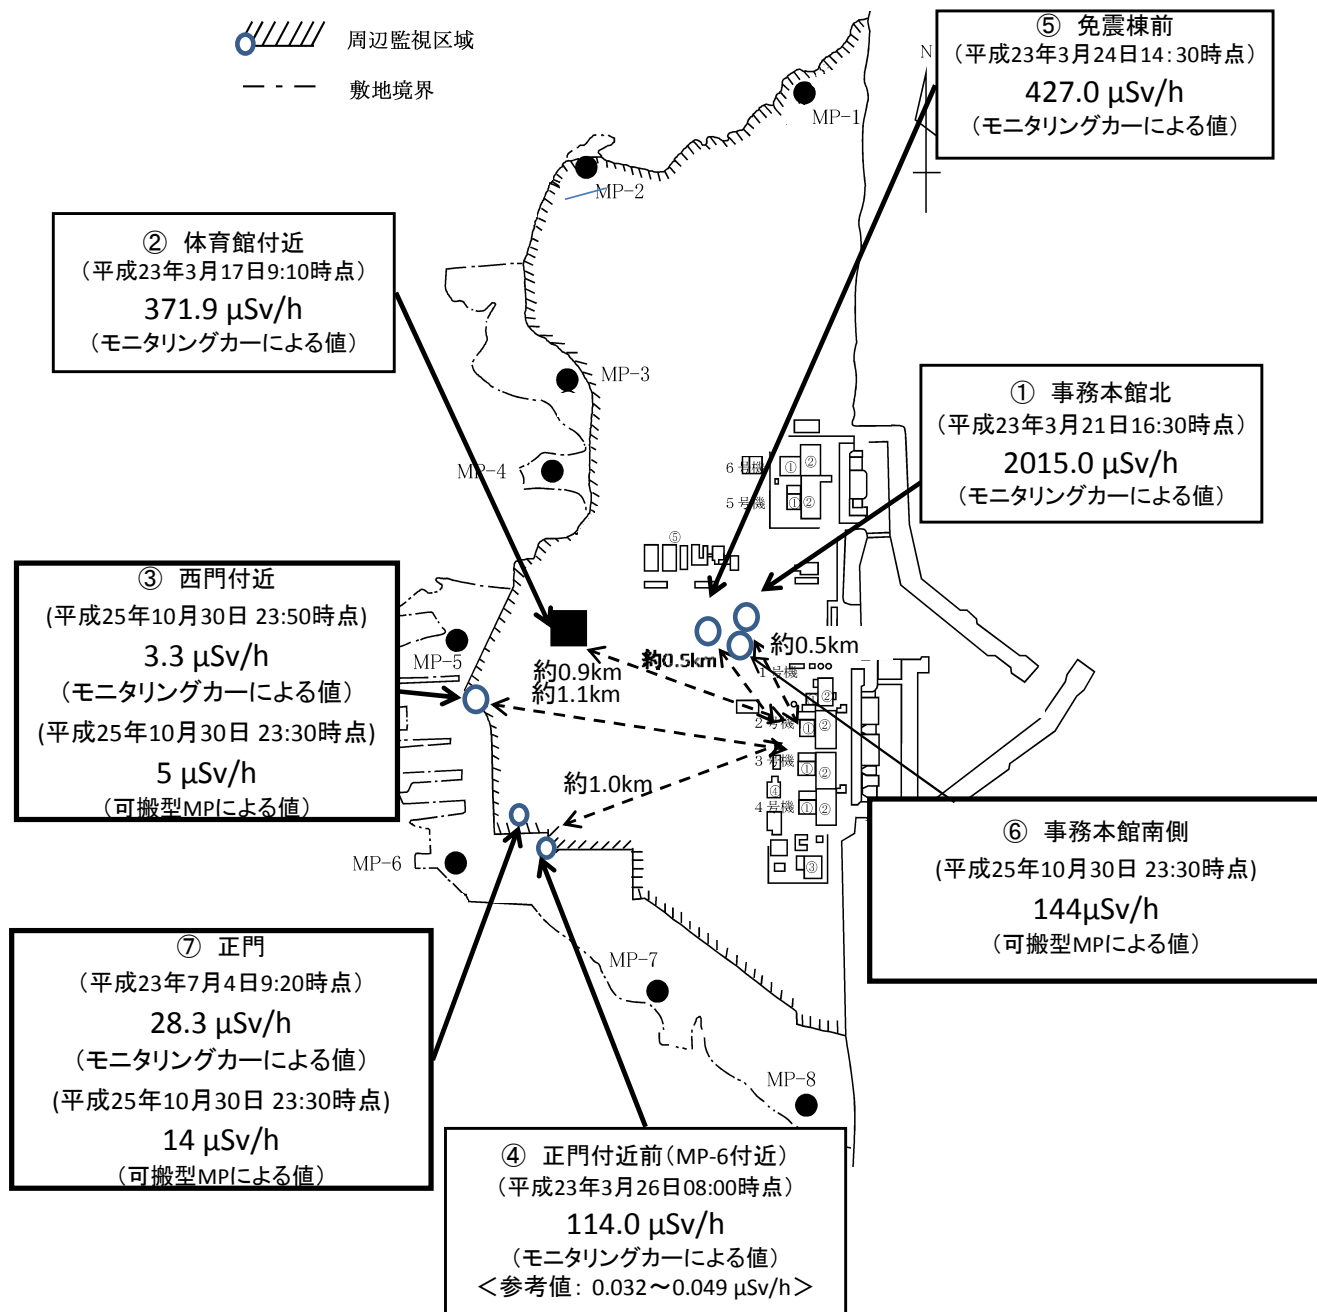 周辺監視区域
敷地境界
⑤ 免震棟前
(平成23年3月24日14:30時点)
427.0 μSv/h
(モニタリングカーによる値)
N
MP-1
MP-2
② 体育館付近
(平成23年3月17日9:10時点)
371.9 μSv/h
(モニタリングカーによる値)
MP-3
① 事務本館北
(平成23年3月21日16:30時点)
2015.0 μSv/h
(モニタリングカーによる値)
MP-4
6号機
①
②
5号機
①
②
⑤
③ 西門付近
(平成25年10月30日 23:50時点)
3.3 μSv/h
(モニタリングカーによる値)
(平成25年10月30日 23:30時点)
5 μSv/h
(可搬型MPによる値)
MP-5
約0.9km
約1.1km
約0.5km
約0.5km
1号機
②
2号機
①
②
3号機
①
②
約1.0km
④
4号機
①
②
③
MP-6
⑥ 事務本館南側
(平成25年10月30日 23:30時点)
144μSv/h
(可搬型MPによる値)
⑦ 正門
(平成23年7月4日9:20時点)
28.3 μSv/h
(モニタリングカーによる値)
(平成25年10月30日 23:30時点)
14 μSv/h
(可搬型MPによる値)
MP-7
MP-8
④ 正門付近前(MP-6付近)
(平成23年3月26日08:00時点)
114.0 μSv/h
(モニタリングカーによる値)
<参考値: 0.032～0.049 μSv/h>